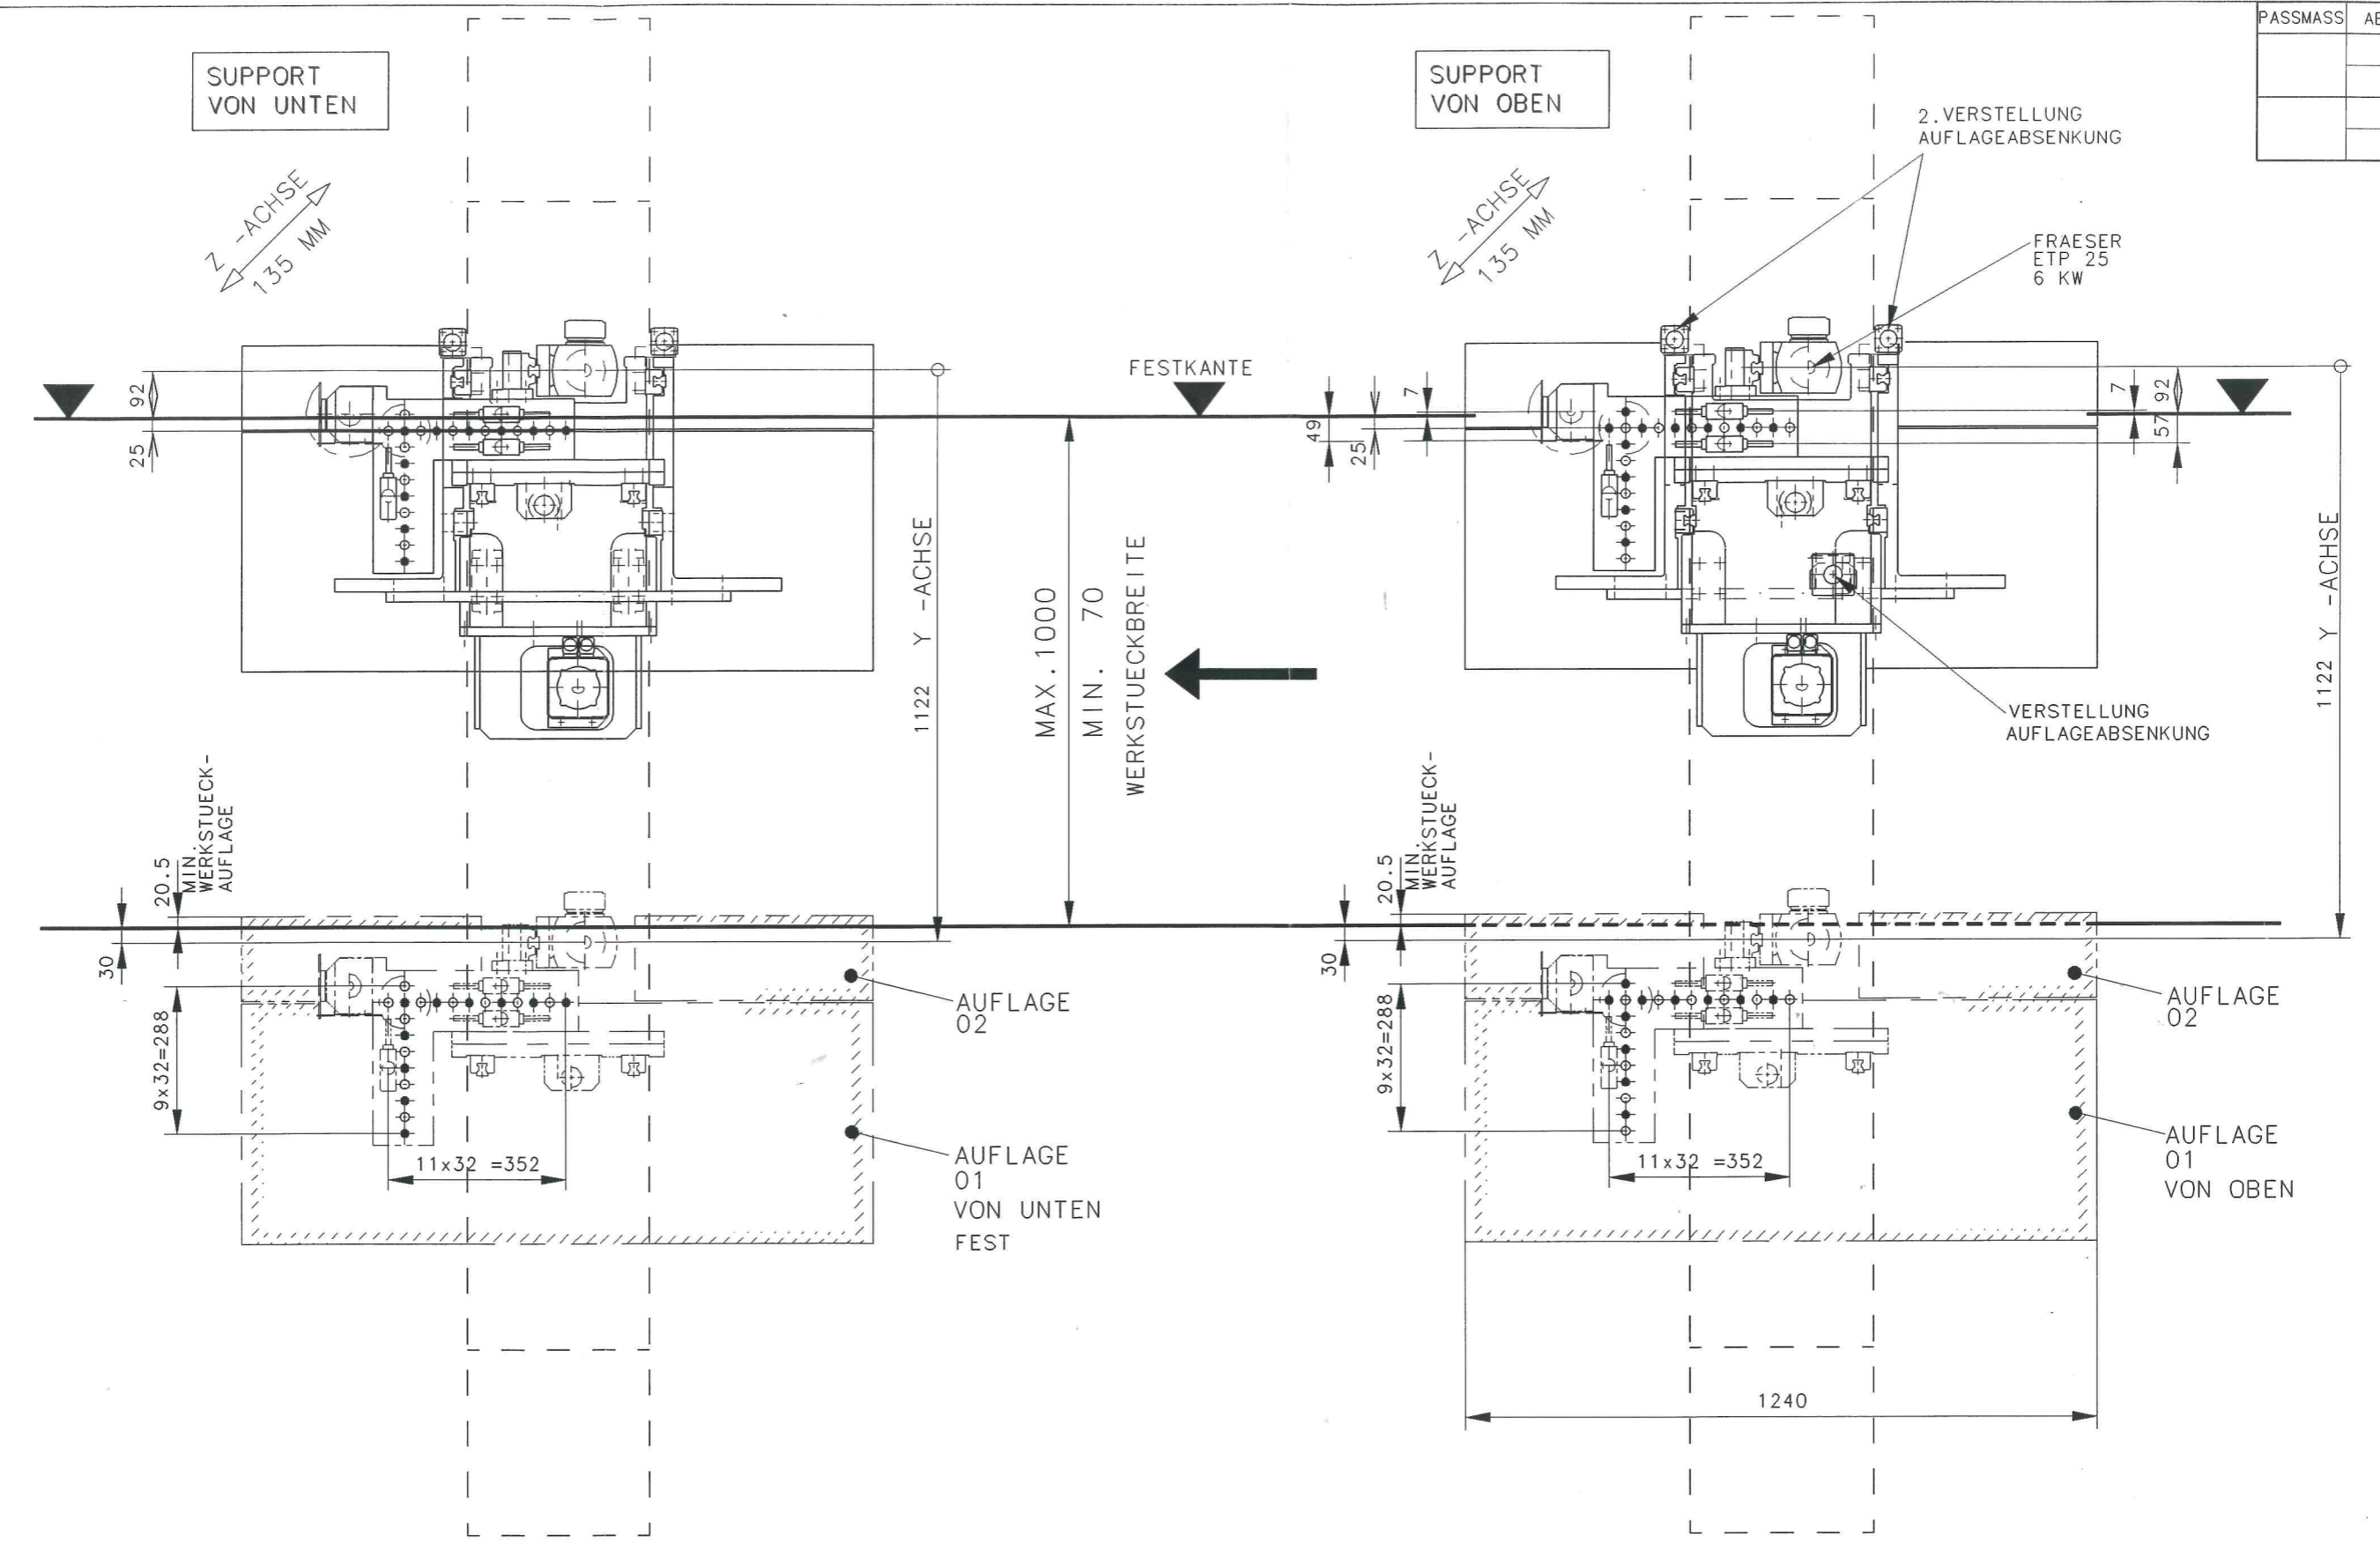 PASSMASS
SUPPORT
VON UNTEN
Z -ACHSE
135 MM
92
25
1122 Y -ACHSE
FESTKANTE
MAX.1000
MIN. 70
WERKSTUECKBREITE
20.5
MIN.
WERKSTUECK-
AUFLAGE
30
9x32=288
11x32 =352
AUFLAGE
02
AUFLAGE
01
VON UNTEN
FEST
SUPPORT
VON OBEN
Z -ACHSE
135 MM
2.VERSTELLUNG
AUFLAGEABSENKUNG
FRAESER
ETP 25
6 KW
7
49
25
7
92
57
1122 Y -ACHSE
VERSTELLUNG
AUFLAGEABSENKUNG
20.5
MIN.
WERKSTUECK-
AUFLAGE
30
9x32=288
11x32 =352
AUFLAGE
02
AUFLAGE
01
VON OBEN
1240